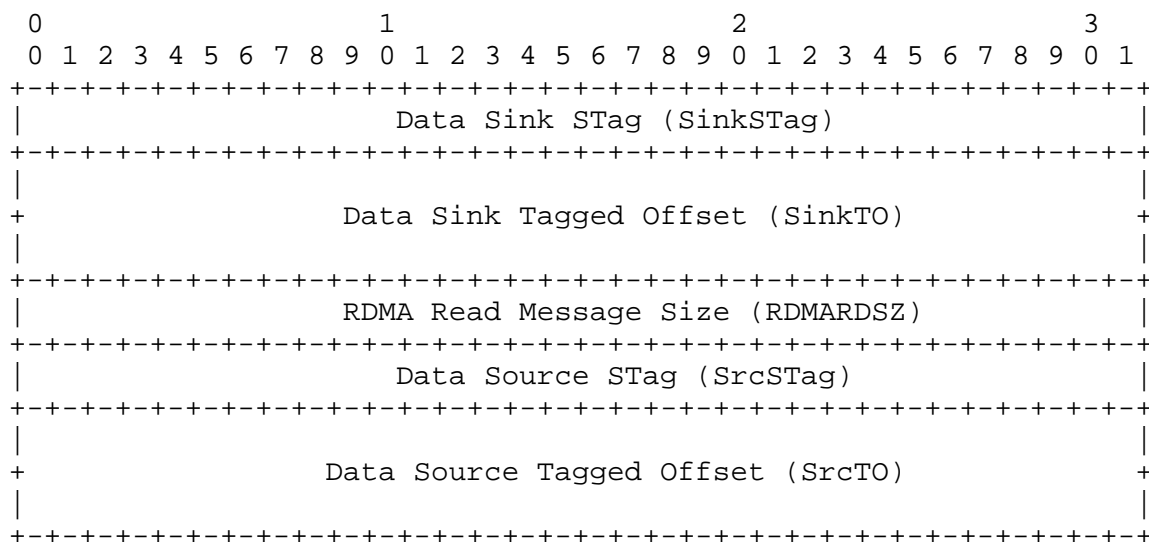 0                   1                   2                   3
 0 1 2 3 4 5 6 7 8 9 0 1 2 3 4 5 6 7 8 9 0 1 2 3 4 5 6 7 8 9 0 1
+-+-+-+-+-+-+-+-+-+-+-+-+-+-+-+-+-+-+-+-+-+-+-+-+-+-+-+-+-+-+-+-+
|                     Data Sink STag (SinkSTag)                 |
+-+-+-+-+-+-+-+-+-+-+-+-+-+-+-+-+-+-+-+-+-+-+-+-+-+-+-+-+-+-+-+-+
|                                                               |
+                  Data Sink Tagged Offset (SinkTO)             +
|                                                               |
+-+-+-+-+-+-+-+-+-+-+-+-+-+-+-+-+-+-+-+-+-+-+-+-+-+-+-+-+-+-+-+-+
|                  RDMA Read Message Size (RDMARDSZ)            |
+-+-+-+-+-+-+-+-+-+-+-+-+-+-+-+-+-+-+-+-+-+-+-+-+-+-+-+-+-+-+-+-+
|                     Data Source STag (SrcSTag)                |
+-+-+-+-+-+-+-+-+-+-+-+-+-+-+-+-+-+-+-+-+-+-+-+-+-+-+-+-+-+-+-+-+
|                                                               |
+                 Data Source Tagged Offset (SrcTO)             +
|                                                               |
+-+-+-+-+-+-+-+-+-+-+-+-+-+-+-+-+-+-+-+-+-+-+-+-+-+-+-+-+-+-+-+-+